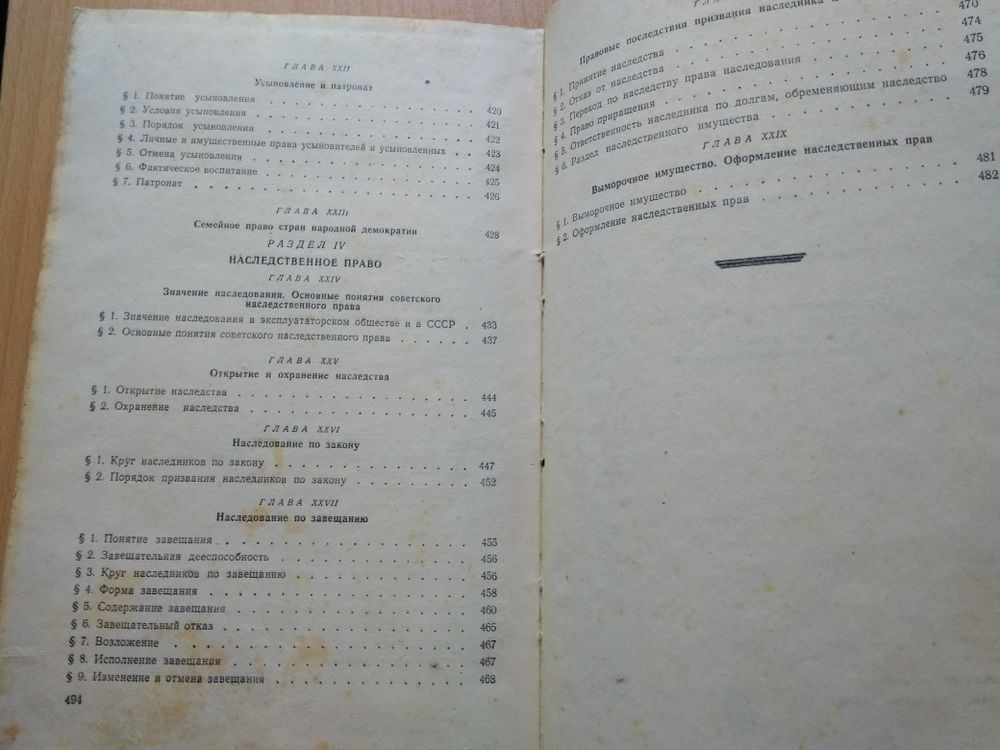 ГЛАВА XXII
Усыновление и патронат
§ 1. Понятие усыновления . . . . . . . . . . . . . 420
§ 2. Условия усыновления . . . . . . . . . . . . . 421
§ 3. Порядок усыновления . . . . . . . . . . . . . 422
§ 4. Личные и имущественные права усыновителей и усыновленных . . 423
§ 5. Отмена усыновления . . . . . . . . . . . . . 424
§ 6. Фактическое воспитание . . . . . . . . . . . . 425
§ 7. Патронат . . . . . . . . . . . . . . . . 426
ГЛАВА XXIII
Семейное право стран народной демократии 428
РАЗДЕЛ IV
НАСЛЕДСТВЕННОЕ ПРАВО
ГЛАВА XXIV
Значение наследования. Основные понятия советского
наследственного права
§ 1. Значение наследования в эксплуататорском обществе и в СССР . 433
§ 2. Основные понятия советского наследственного права . . . . . . 437
ГЛАВА XXV
Открытие и охранение наследства
§ 1. Открытие наследства . . . . . . . . . . . . . 444
§ 2. Охранение наследства . . . . . . . . . . . . . 445
ГЛАВА XXVI
Наследование по закону
§ 1. Круг наследников по закону . . . . . . . . . . . 447
§ 2. Порядок призвания наследников по закону . . . . . . . 452
ГЛАВА XXVII
Наследование по завещанию
§ 1. Понятие завещания . . . . . . . . . . . . . . 455
§ 2. Завещательная дееспособность . . . . . . . . . . . 456
§ 3. Круг наследников по завещанию . . . . . . . . . . 456
§ 4. Форма завещания . . . . . . . . . . . . . . 458
§ 5. Содержание завещания . . . . . . . . . . . . . 460
§ 6. Завещательный отказ . . . . . . . . . . . . . 465
§ 7. Возложение . . . . . . . . . . . . . . . . 467
§ 8. Исполнение завещания . . . . . . . . . . . . . 467
§ 9. Изменение и отмена завещания . . . . . . . . . . . 468
494
Правовые последствия призвания наследника
§ 1. Принятие наследства . . . . . . . . . . . . . 470
§ 2. Отказ от наследства . . . . . . . . . . . . . 474
§ 3. Переход по наследству права наследования . . . . . . . 475
§ 4. Право приращения . . . . . . . . . . . . . . 476
§ 5. Ответственность наследника по долгам, обременяющим наследство 478
§ 6. Раздел наследственного имущества . . . . . . . . . . 479
ГЛАВА XXIX
Выморочное имущество. Оформление наследственных прав
§ 1. Выморочное имущество . . . . . . . . . . . . . 481
§ 2. Оформление наследственных прав . . . . . . . . . . 482